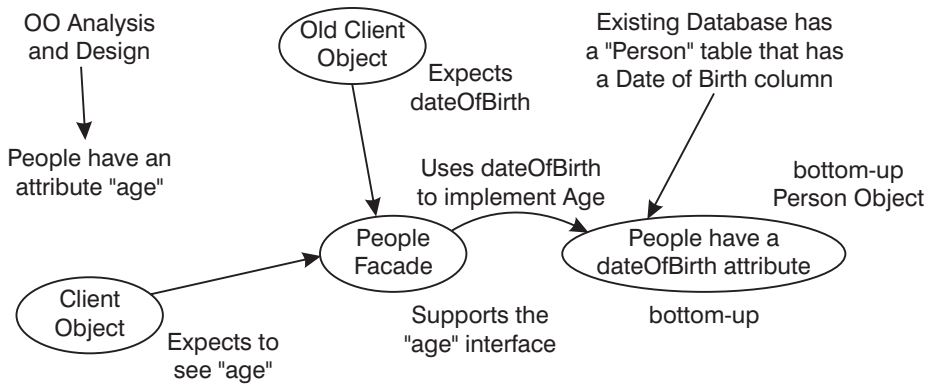 OO Analysis
and Design
Old Client
Object
Existing Database has
a "Person" table that has
a Date of Birth column
Expects
dateOfBirth
People have an
attribute "age"
Uses dateOfBirth
to implement Age
bottom-up
Person Object
People
Facade
People have a
dateOfBirth attribute
Client
Object
Expects to
see "age"
Supports the
"age" interface
bottom-up